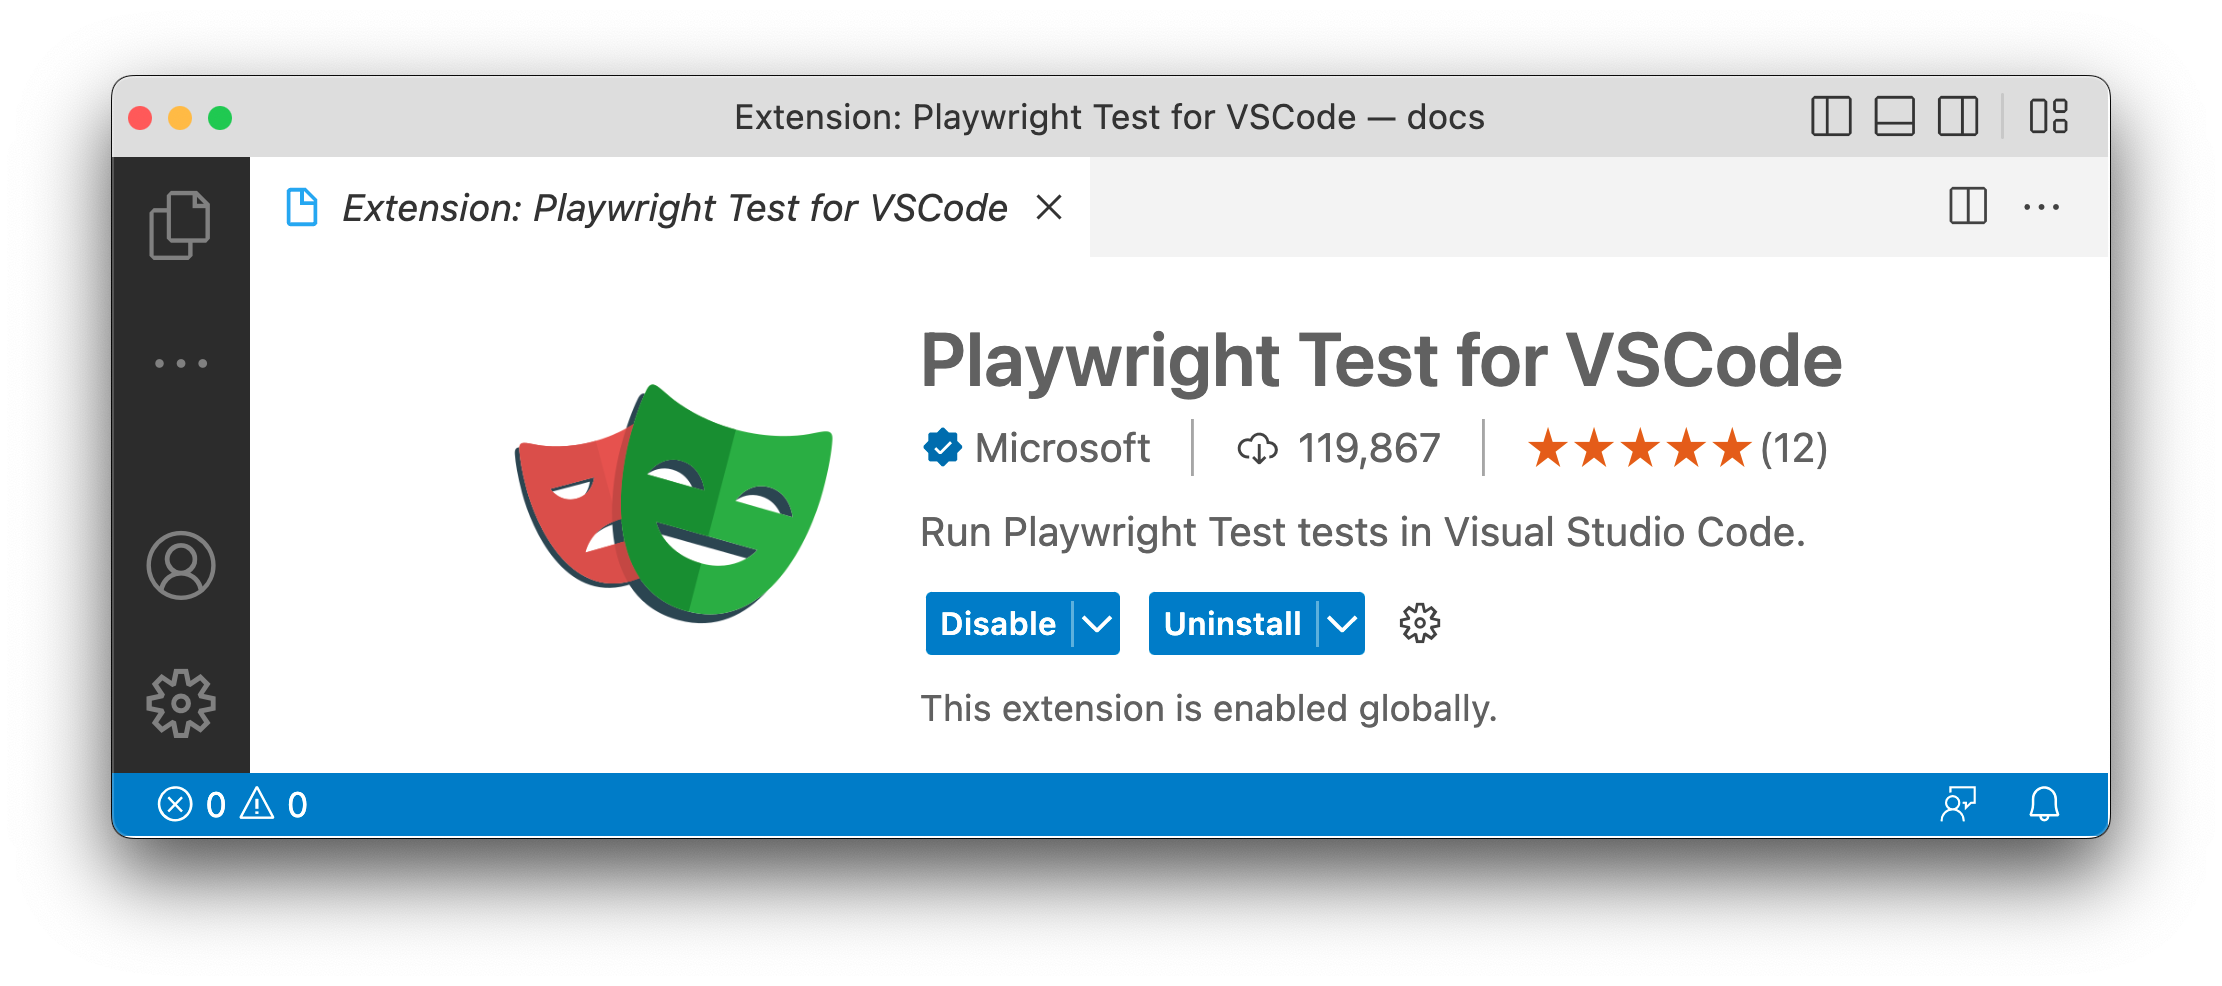 Extension: Playwright Test for VSCode — docs
Extension: Playwright Test for VSCode
Playwright Test for VSCode
Microsoft 119,867 (12)
Run Playwright Test tests in Visual Studio Code.
Disable Uninstall
This extension is enabled globally.
0 0